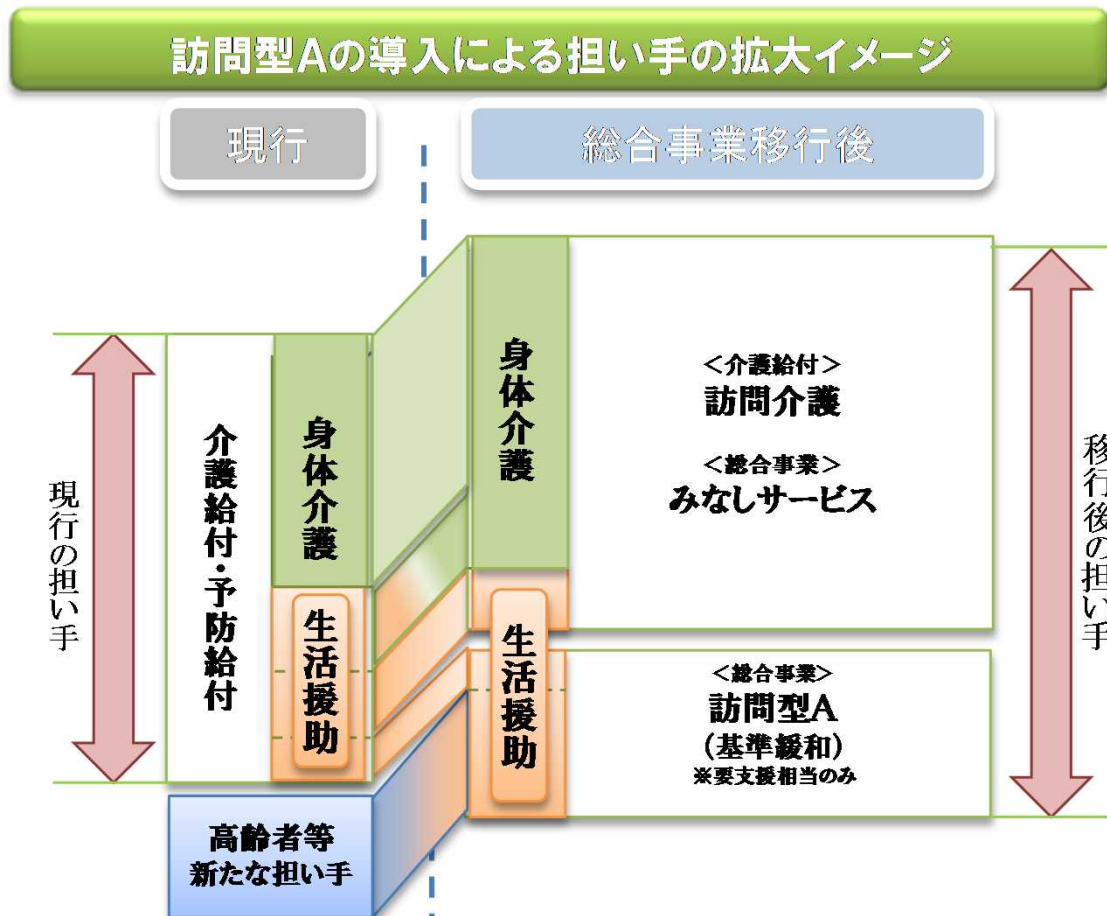 訪問型Aの導入による担い手の拡大イメージ
現行
総合事業移行後
現行の担い手
介護給付・予防給付
身体介護
生活援助
高齢者等
新たな担い手
身体介護
生活援助
<介護給付>
訪問介護
<総合事業>
みなしサービス
<総合事業>
訪問型A
(基準緩和)
※要支援相当のみ
移行後の担い手